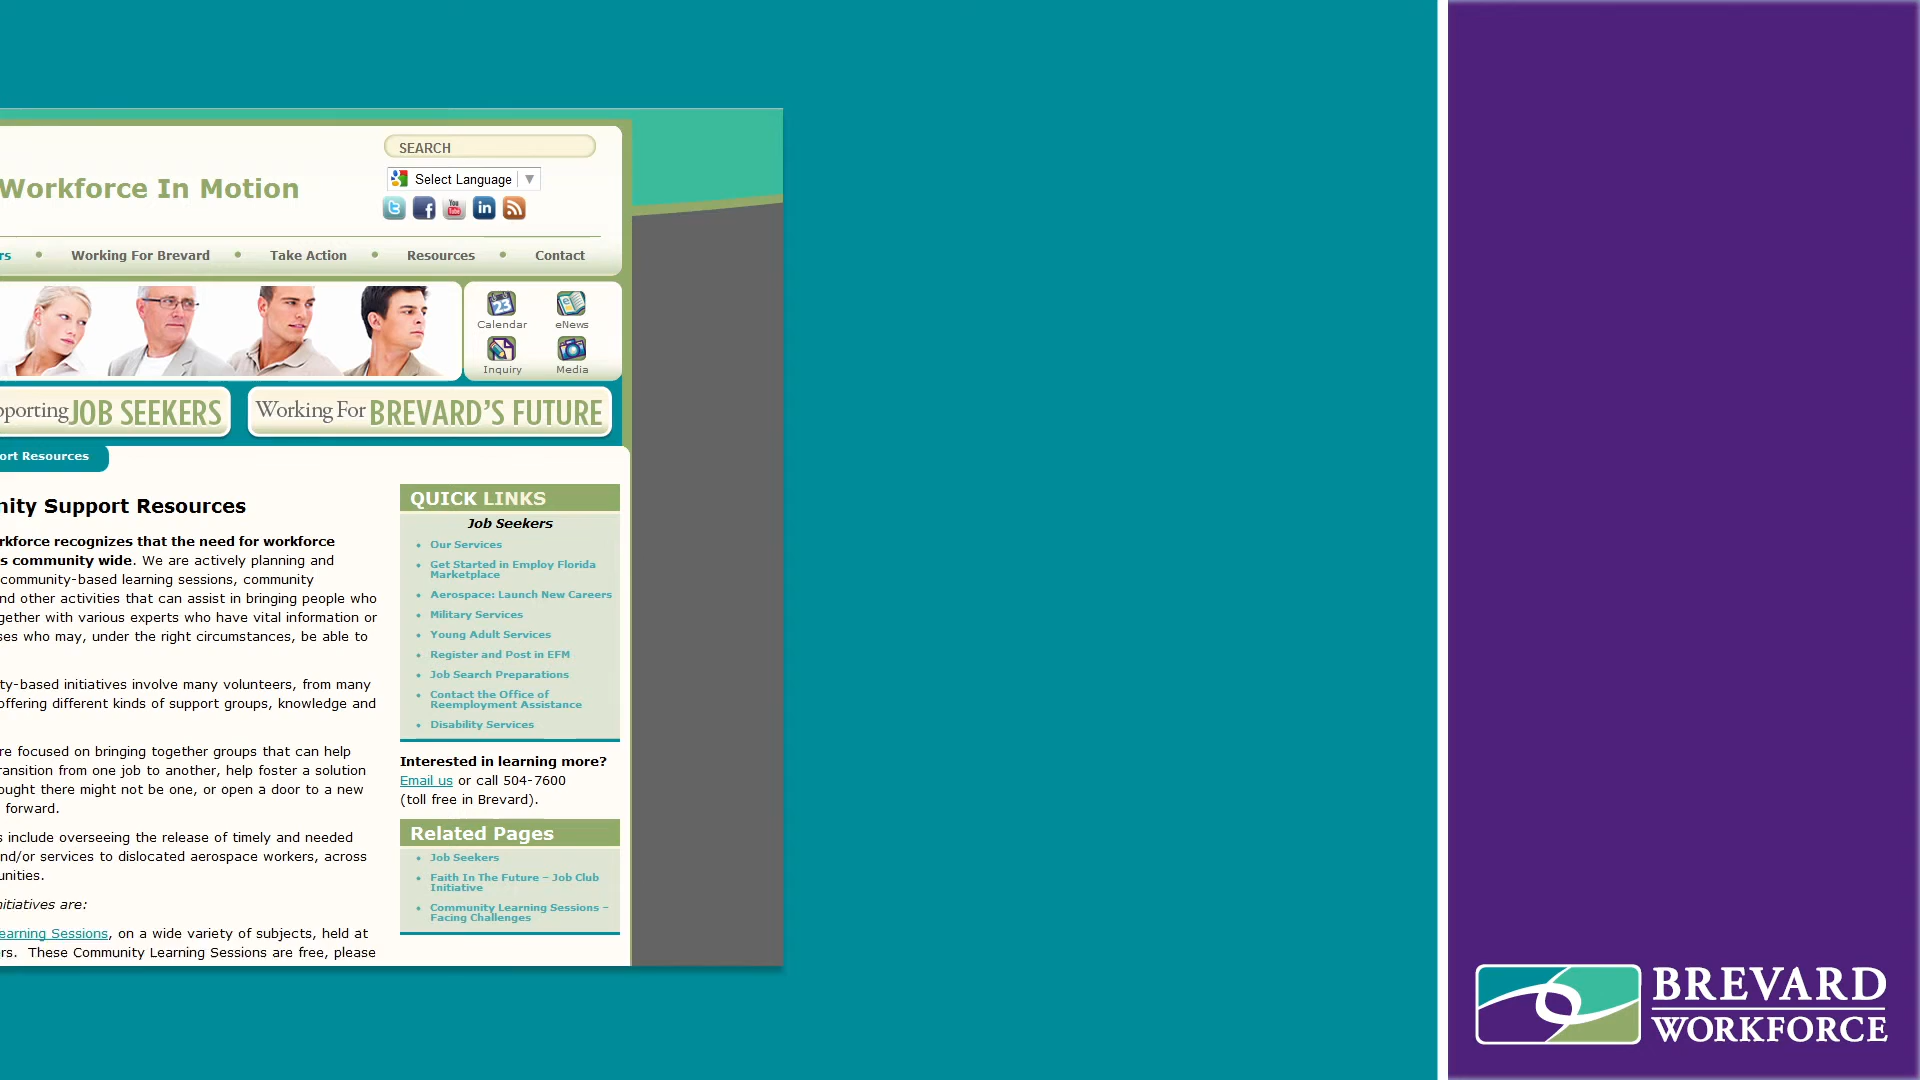 SEARCH
Workforce In Motion
Select Language
rs • Working For Brevard • Take Action • Resources • Contact
23
Calendar
eNews
Inquiry
Media
pporting JOB SEEKERS
Working For BREVARD'S FUTURE
ort Resources
nity Support Resources
rkforce recognizes that the need for workforce
s community wide. We are actively planning and
community-based learning sessions, community
nd other activities that can assist in bringing people who
gether with various experts who have vital information or
ses who may, under the right circumstances, be able to
ty-based initiatives involve many volunteers, from many
offering different kinds of support groups, knowledge and
re focused on bringing together groups that can help
ransition from one job to another, help foster a solution
ought there might not be one, or open a door to a new
forward.
s include overseeing the release of timely and needed
nd/or services to dislocated aerospace workers, across
unities.
nitiatives are:
earning Sessions, on a wide variety of subjects, held at
rs. These Community Learning Sessions are free, please
QUICK LINKS
Job Seekers
Our Services
Get Started in Employ Florida
Marketplace
Aerospace: Launch New Careers
Military Services
Young Adult Services
Register and Post in EFM
Job Search Preparations
Contact the Office of
Reemployment Assistance
Disability Services
Interested in learning more?
Email us or call 504-7600
(toll free in Brevard).
Related Pages
Job Seekers
Faith In The Future – Job Club
Initiative
Community Learning Sessions –
Facing Challenges
BREVARD
WORKFORCE